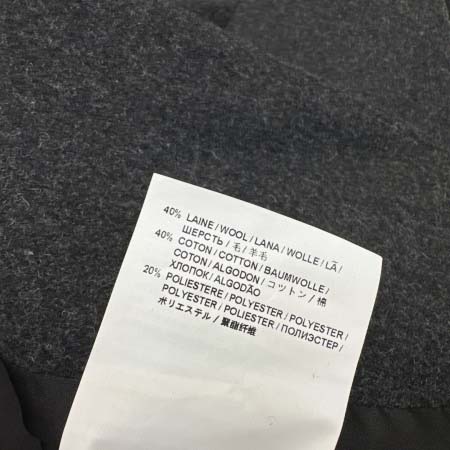 40% LAINE/WOOL/LANA/WOLLE/LÃ/
ШЕРСТЬ/毛/羊毛
40% COTON/COTTON/BAUMWOLLE/
COTON/ALGODON/コットン/棉
ХЛОПОК/ALGODÃO
20% POLIESTERE/POLYESTER/POLYESTER/
POLYESTER/POLIESTER/ПОЛИЭСТЕР/
ポリエステル/聚酯纤维